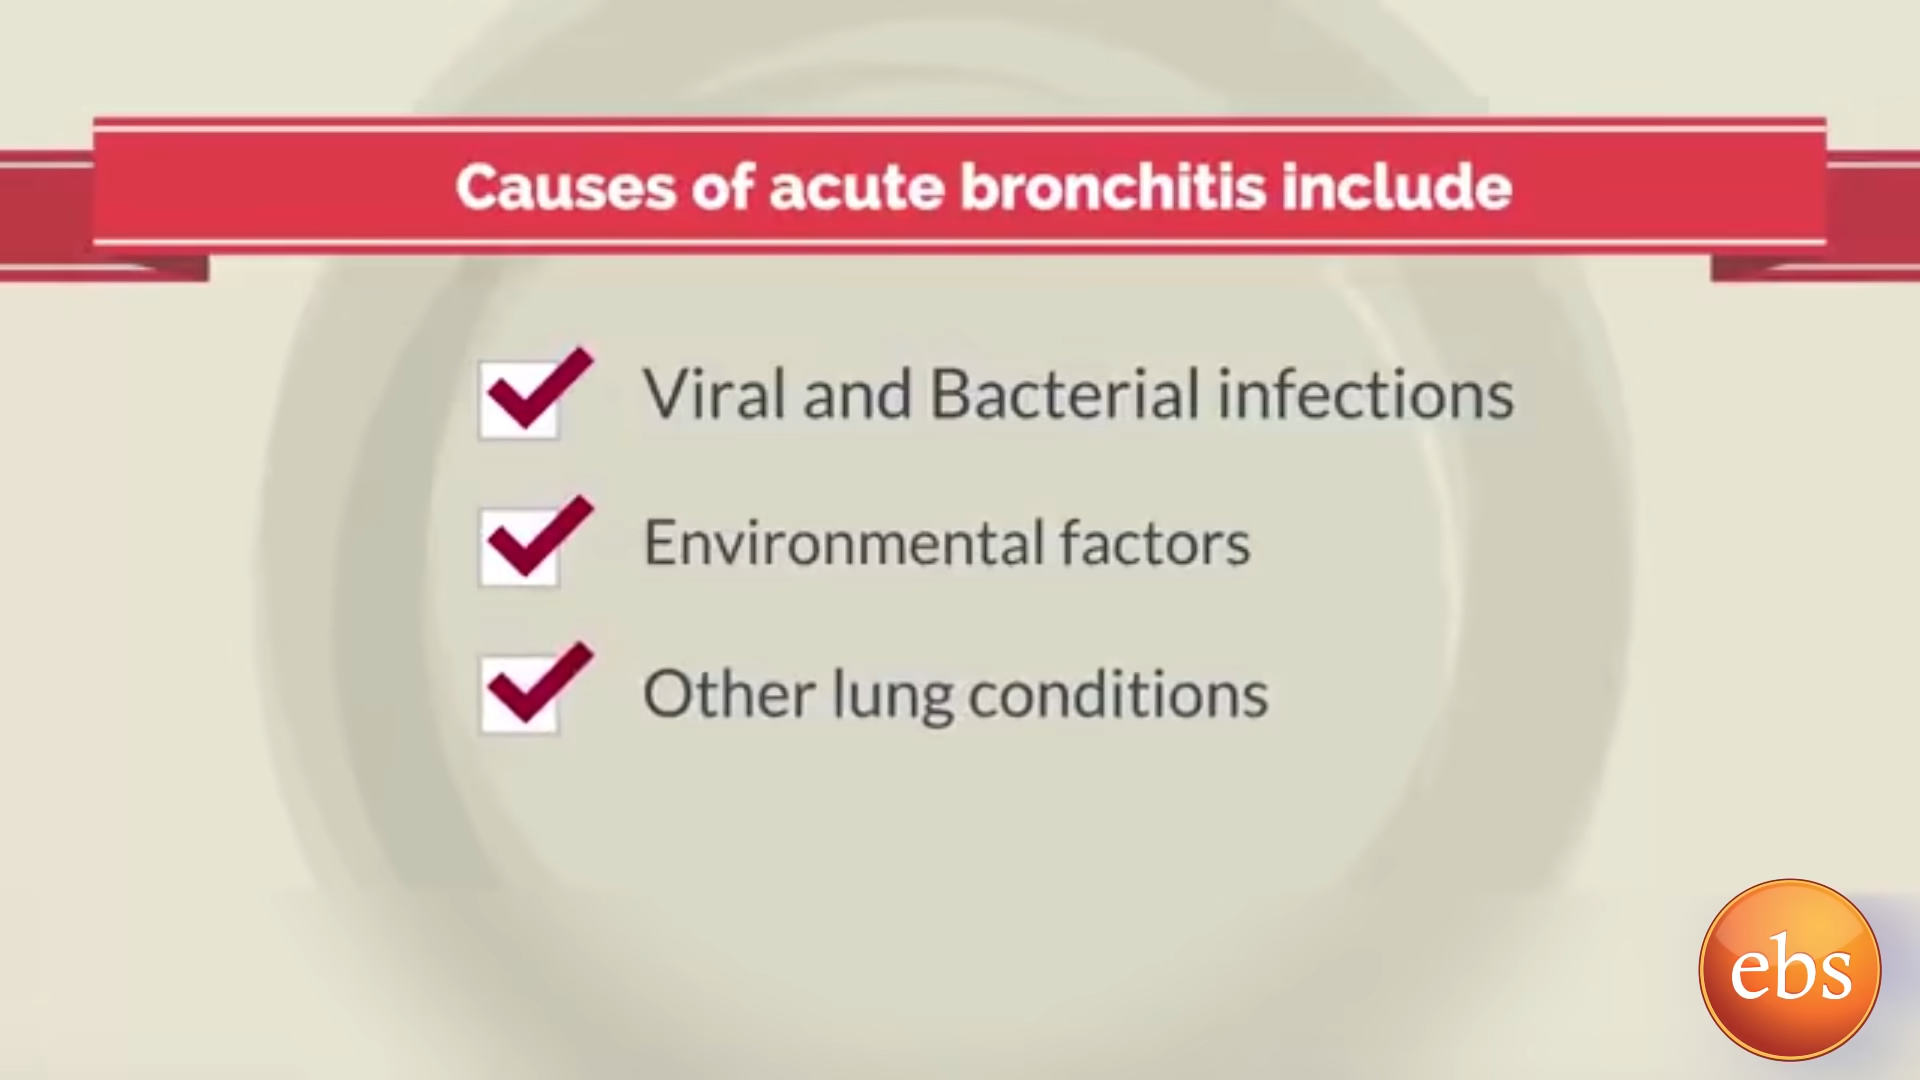 Causes of acute bronchitis include
Viral and Bacterial infections
Environmental factors
Other lung conditions
ebs